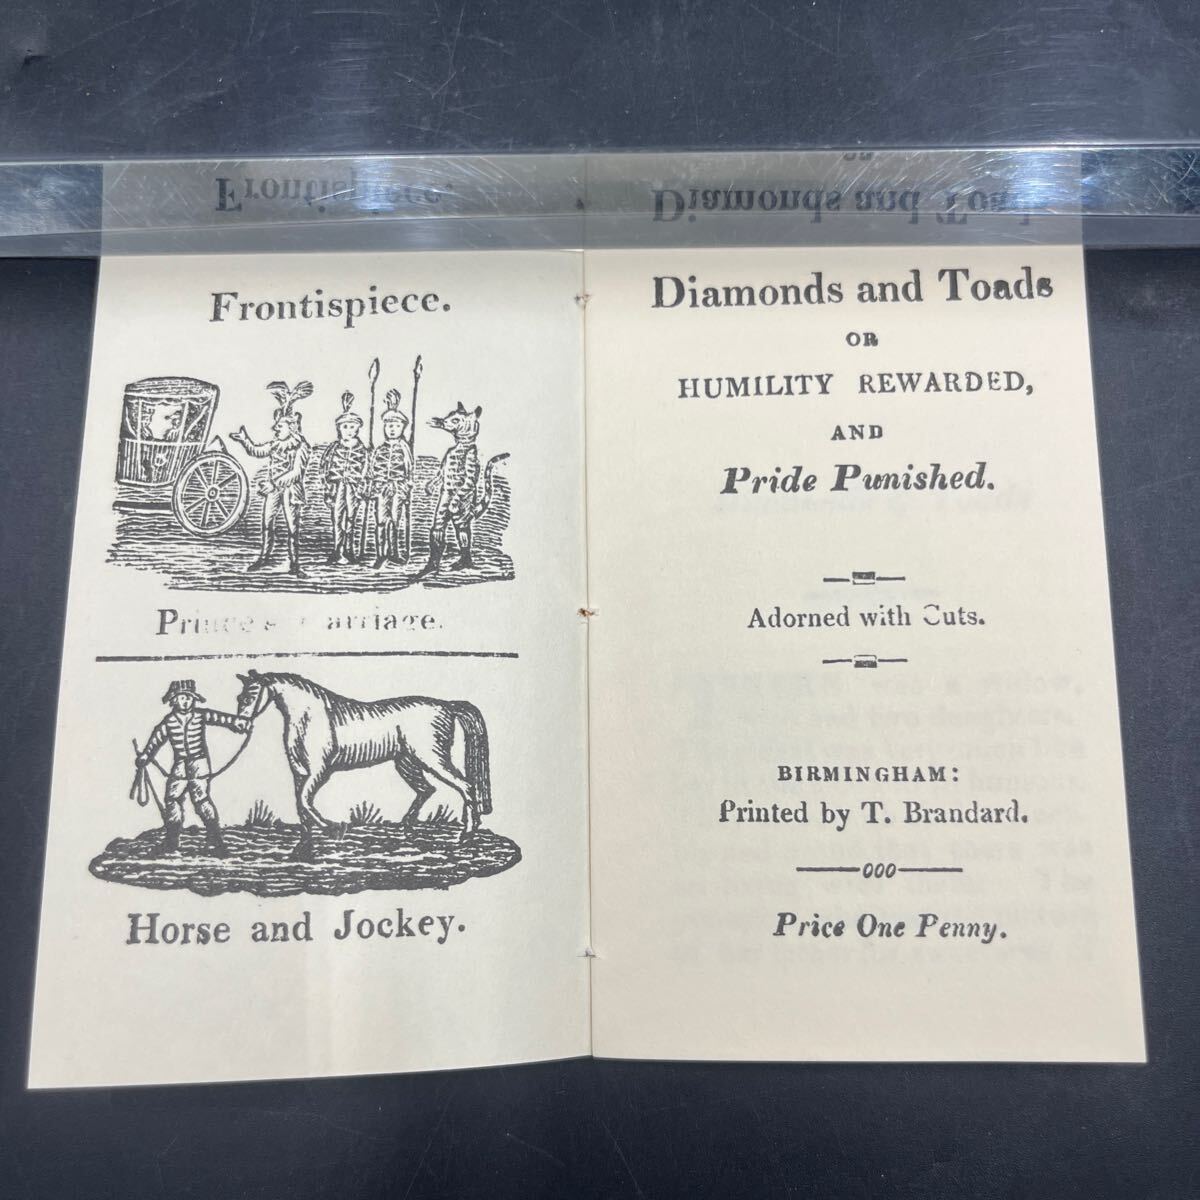 Frontispiece.
Horse and Jockey.
Diamonds and Toads
OR
HUMILITY REWARDED,
AND
Pride Punished.
Adorned with Cuts.
BIRMINGHAM:
Printed by T. Brandard.
ooo
Price One Penny.